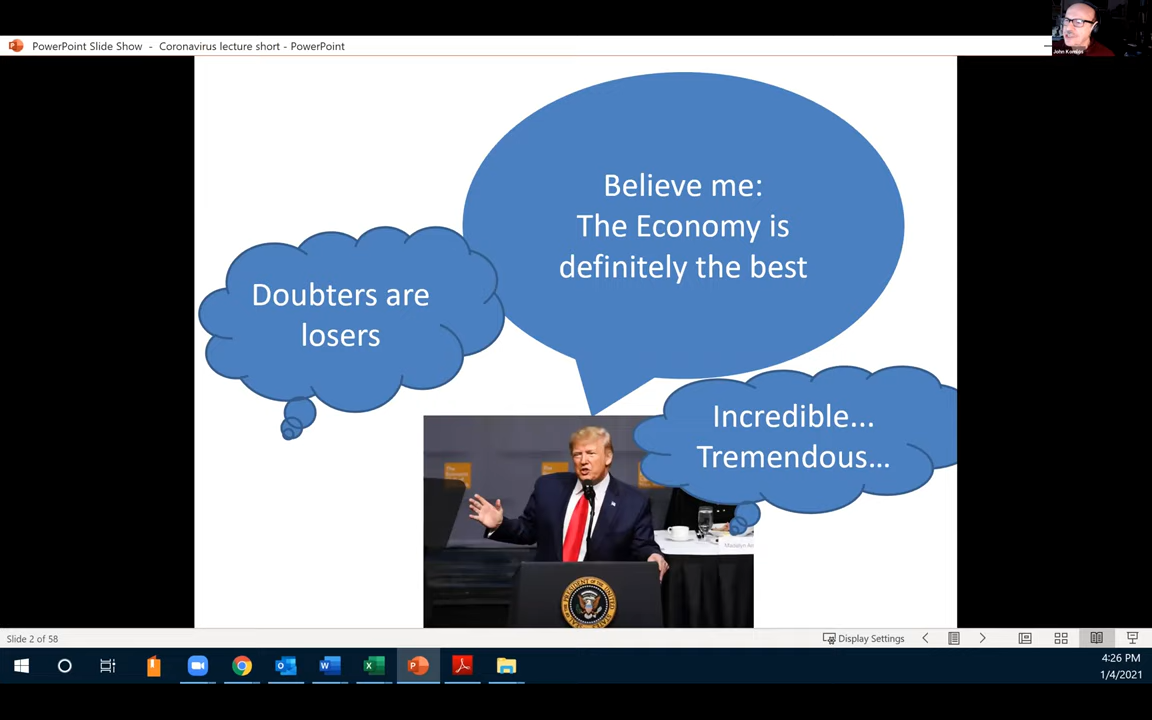 PowerPoint Slide Show - Coronavirus lecture short - PowerPoint
Believe me:
The Economy is
definitely the best
Doubters are
losers
Incredible...
Tremendous...
Slide 2 of 58
Display Settings
4:26 PM
1/4/2021